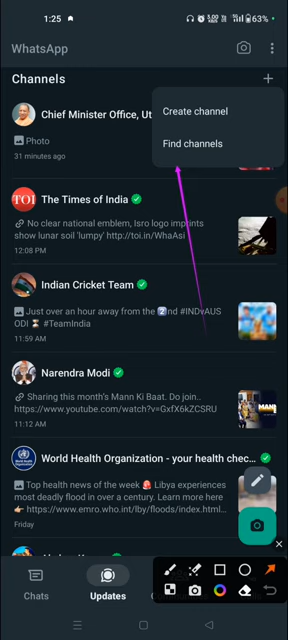 1:25
63%
WhatsApp
Channels
Create channel
Find channels
Chief Minister Office, Ut
Photo
31 minutes ago
TOI
The Times of India
No clear national emblem, Isro logo imprints
show lunar soil 'lumpy' http://toi.in/WhaAsi
12:08 PM
Indian Cricket Team
Just over an hour away from the 2nd #INDvAUS
ODI ⌛ #TeamIndia
11:59 AM
Narendra Modi
Sharing this month's Mann Ki Baat. Do join..
https://www.youtube.com/watch?v=GxfX6kZCSRU
11:12 AM
World Health Organization - your health chec...
Top health news of the week 🚨 Libya experiences
most deadly flood in over a century. Learn more here
👉🏻 https://www.emro.who.int/lby/floods/index.html...
Friday
Chats
Updates